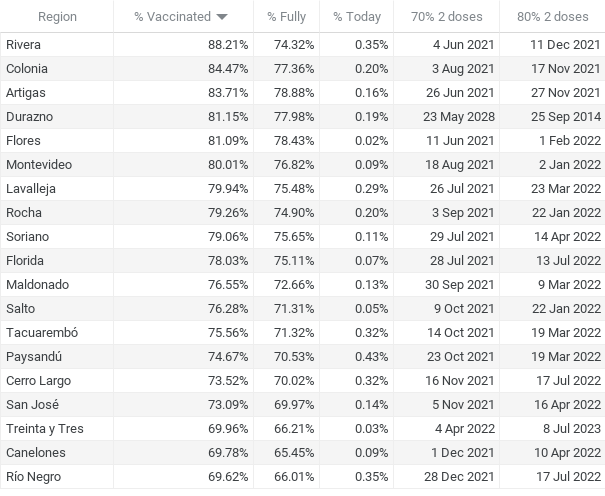 Region % Vaccinated % Fully % Today 70% 2 doses 80% 2 doses
Rivera 88.21% 74.32% 0.35% 4 Jun 2021 11 Dec 2021
Colonia 84.47% 77.36% 0.20% 3 Aug 2021 17 Nov 2021
Artigas 83.71% 78.88% 0.16% 26 Jun 2021 27 Nov 2021
Durazno 81.15% 77.98% 0.19% 23 May 2028 25 Sep 2014
Flores 81.09% 78.43% 0.02% 11 Jun 2021 1 Feb 2022
Montevideo 80.01% 76.82% 0.09% 18 Aug 2021 2 Jan 2022
Lavalleja 79.94% 75.48% 0.29% 26 Jul 2021 23 Mar 2022
Rocha 79.26% 74.90% 0.20% 3 Sep 2021 22 Jan 2022
Soriano 79.06% 75.65% 0.11% 29 Jul 2021 14 Apr 2022
Florida 78.03% 75.11% 0.07% 28 Jul 2021 13 Jul 2022
Maldonado 76.55% 72.66% 0.13% 30 Sep 2021 9 Mar 2022
Salto 76.28% 71.31% 0.05% 9 Oct 2021 22 Jan 2022
Tacuarembó 75.56% 71.32% 0.32% 14 Oct 2021 19 Mar 2022
Paysandú 74.67% 70.53% 0.43% 23 Oct 2021 19 Mar 2022
Cerro Largo 73.52% 70.02% 0.32% 16 Nov 2021 17 Jul 2022
San José 73.09% 69.97% 0.14% 5 Nov 2021 16 Apr 2022
Treinta y Tres 69.96% 66.21% 0.03% 4 Apr 2022 8 Jul 2023
Canelones 69.78% 65.45% 0.09% 1 Dec 2021 10 Apr 2022
Río Negro 69.62% 66.01% 0.35% 28 Dec 2021 17 Jul 2022